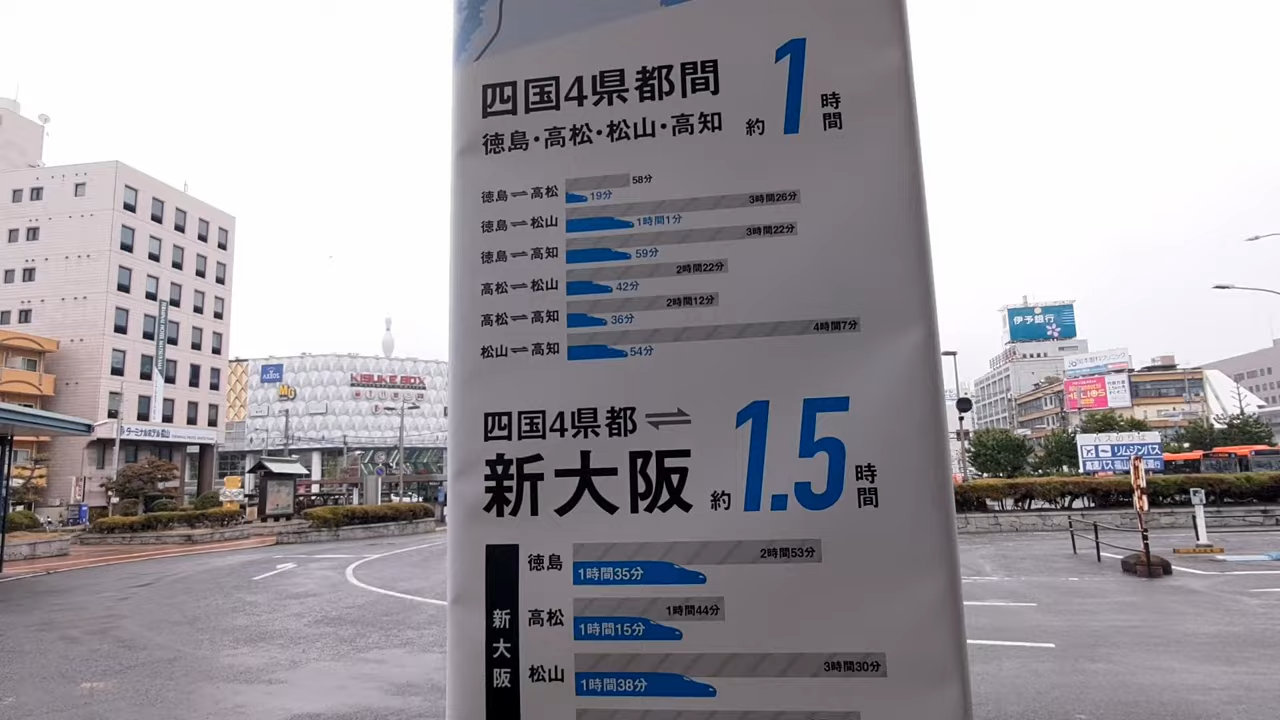 四国4県都間 約1時間
徳島・高松・松山・高知
徳島⇌高松 58分
19分
徳島⇌松山 3時間26分
1時間1分
徳島⇌高知 3時間22分
59分
高松⇌松山 2時間22分
42分
高松⇌高知 2時間12分
36分
松山⇌高知 4時間7分
54分
四国4県都⇌
新大阪 約1.5時間
新大阪
徳島 2時間53分
1時間35分
高松 1時間44分
1時間15分
松山 3時間30分
1時間38分
伊予銀行
HELIOS
KISUKE BOX
ターミナルホテル松山
バスのりば
リムジンバス